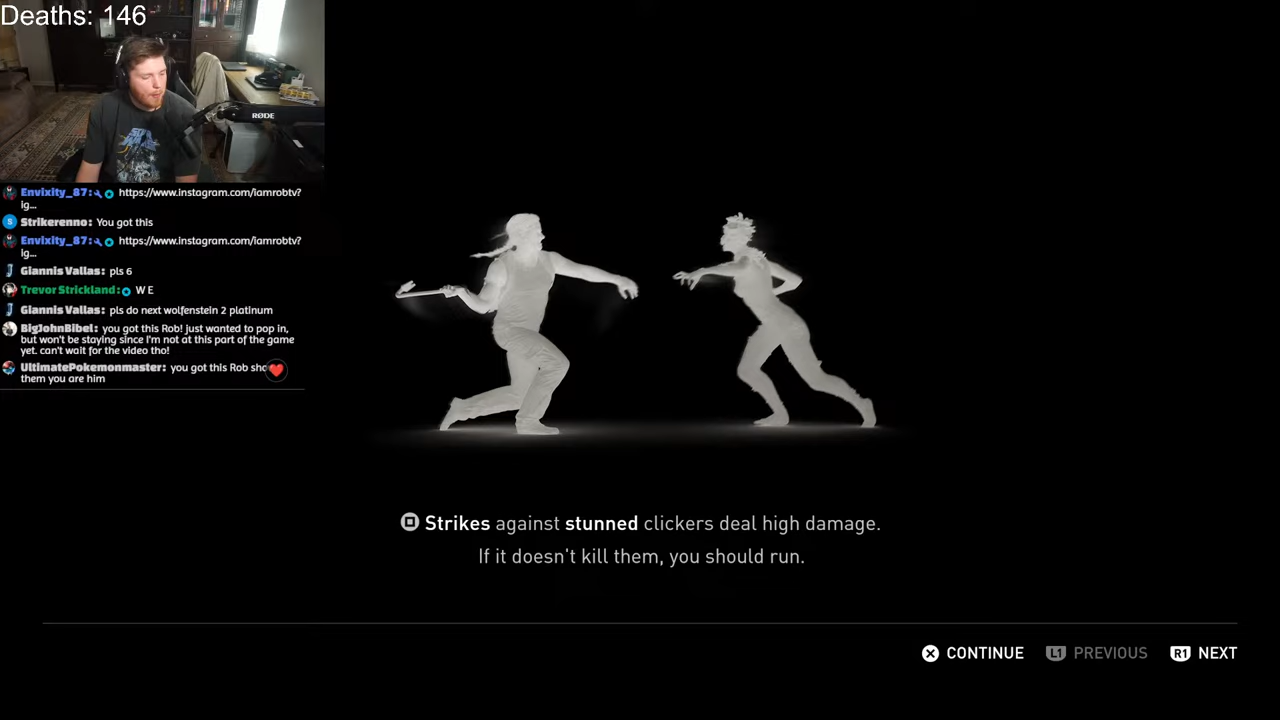 Deaths: 146
RØDE
Envixity_87: https://www.instagram.com/iamrobtv?
ig...
Strikerenno: You got this
Envixity_87: https://www.instagram.com/iamrobtv?
ig...
Giannis Vallas: pls 6
Trevor Strickland: W E
Giannis Vallas: pls do next wolfenstein 2 platinum
BigJohnBibel: you got this Rob! just wanted to pop in,
but won't be staying since I'm not at this part of the game
yet. can't wait for the video tho!
UltimatePokemonmaster: you got this Rob sho
them you are him
Strikes against stunned clickers deal high damage.
If it doesn't kill them, you should run.
CONTINUE L1 PREVIOUS R1 NEXT